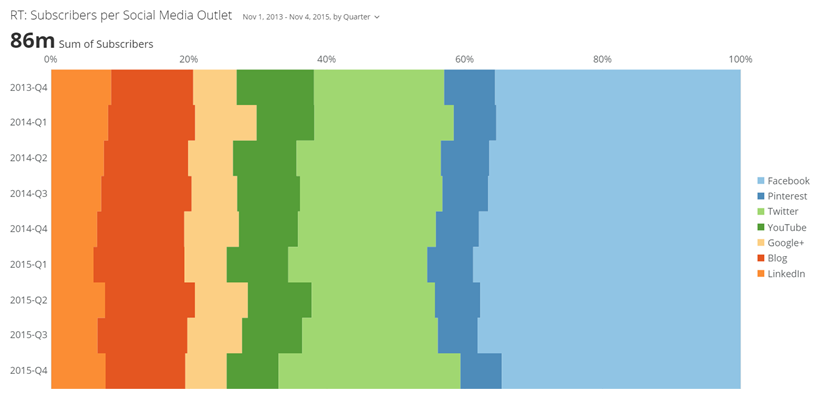 RT: Subscribers per Social Media Outlet Nov 1, 2013 - Nov 4, 2015, by Quarter
86m Sum of Subscribers
0% 20% 40% 60% 80% 100%
2013-Q4
2014-Q1
2014-Q2
2014-Q3
2014-Q4
2015-Q1
2015-Q2
2015-Q3
2015-Q4
Facebook
Pinterest
Twitter
YouTube
Google+
Blog
LinkedIn